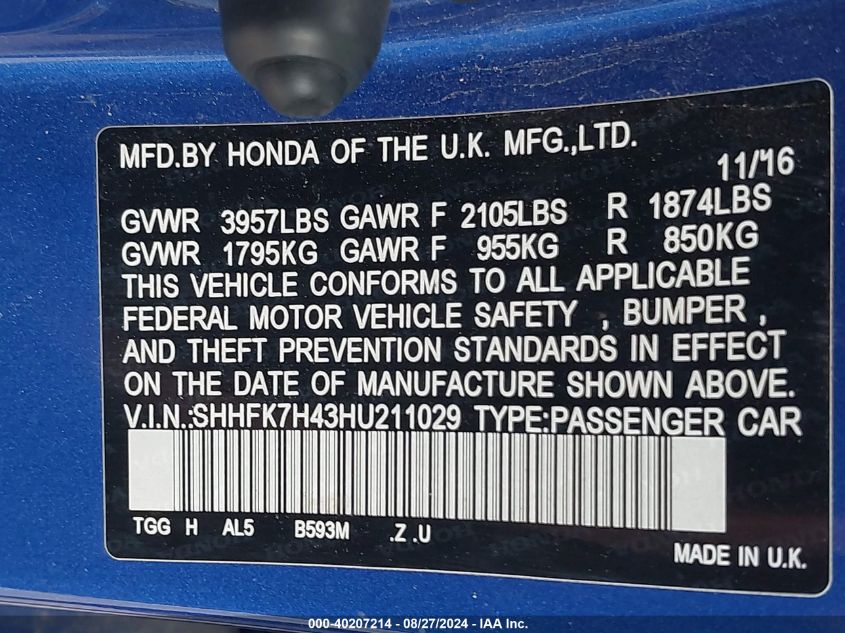 MFD.BY HONDA OF THE U.K. MFG.,LTD.
11/'16
GVWR 3957LBS GAWR F 2105LBS R 1874LBS
GVWR 1795KG GAWR F 955KG R 850KG
THIS VEHICLE CONFORMS TO ALL APPLICABLE
FEDERAL MOTOR VEHICLE SAFETY , BUMPER ,
AND THEFT PREVENTION STANDARDS IN EFFECT
ON THE DATE OF MANUFACTURE SHOWN ABOVE.
V.I.N.:SHHFK7H43HU211029 TYPE:PASSENGER CAR
TGG H AL5 B593M .Z .U
MADE IN U.K.
000-40207214 - 08/27/2024 - IAA Inc.